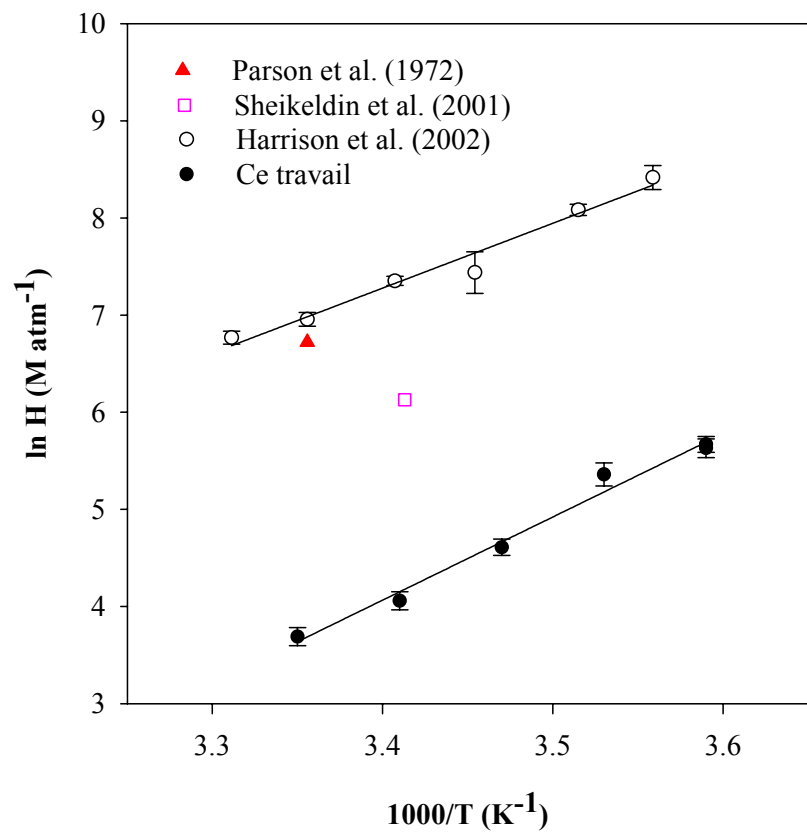 10
9
8
7
6
5
4
3
ln H (M atm⁻¹)
Parson et al. (1972)
Sheikeldin et al. (2001)
Harrison et al. (2002)
Ce travail
3.3 3.4 3.5 3.6
1000/T (K⁻¹)